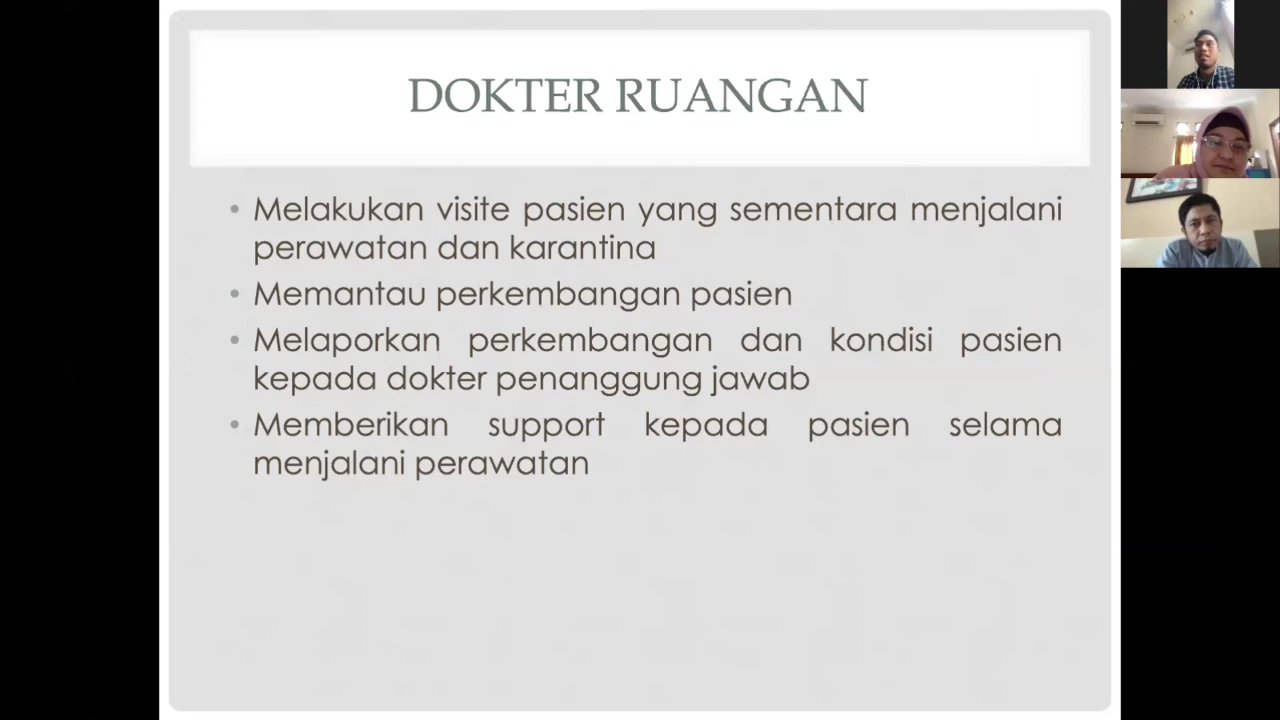 DOKTER RUANGAN
• Melakukan visite pasien yang sementara menjalani
perawatan dan karantina
• Memantau perkembangan pasien
• Melaporkan perkembangan dan kondisi pasien
kepada dokter penanggung jawab
• Memberikan support kepada pasien selama
menjalani perawatan